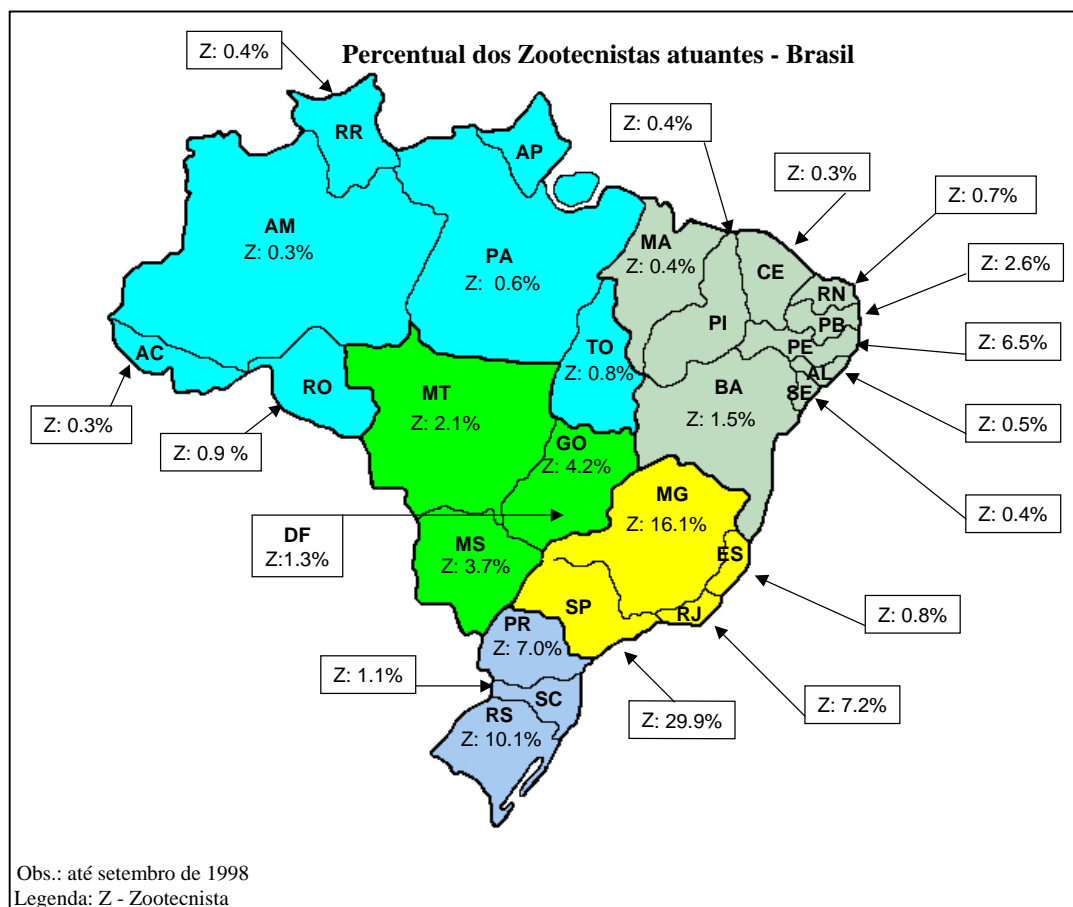 Percentual dos Zootecnistas atuantes - Brasil
Z: 0.4%
RR
AP
Z: 0.4%
Z: 0.3%
Z: 0.7%
AM
Z: 0.3%
PA
Z: 0.6%
MA
Z: 0.4%
CE
RN
Z: 2.6%
PI
PB
PE
Z: 6.5%
AC
RO
TO
Z: 0.8%
AL
SE
BA
Z: 1.5%
MT
Z: 2.1%
Z: 0.3%
Z: 0.9 %
Z: 0.5%
GO
Z: 4.2%
MG
Z: 16.1%
Z: 0.4%
DF
Z:1.3%
MS
Z: 3.7%
ES
SP
RJ
Z: 0.8%
PR
Z: 7.0%
Z: 1.1%
SC
Z: 29.9%
Z: 7.2%
RS
Z: 10.1%
Obs.: até setembro de 1998
Legenda: Z - Zootecnista